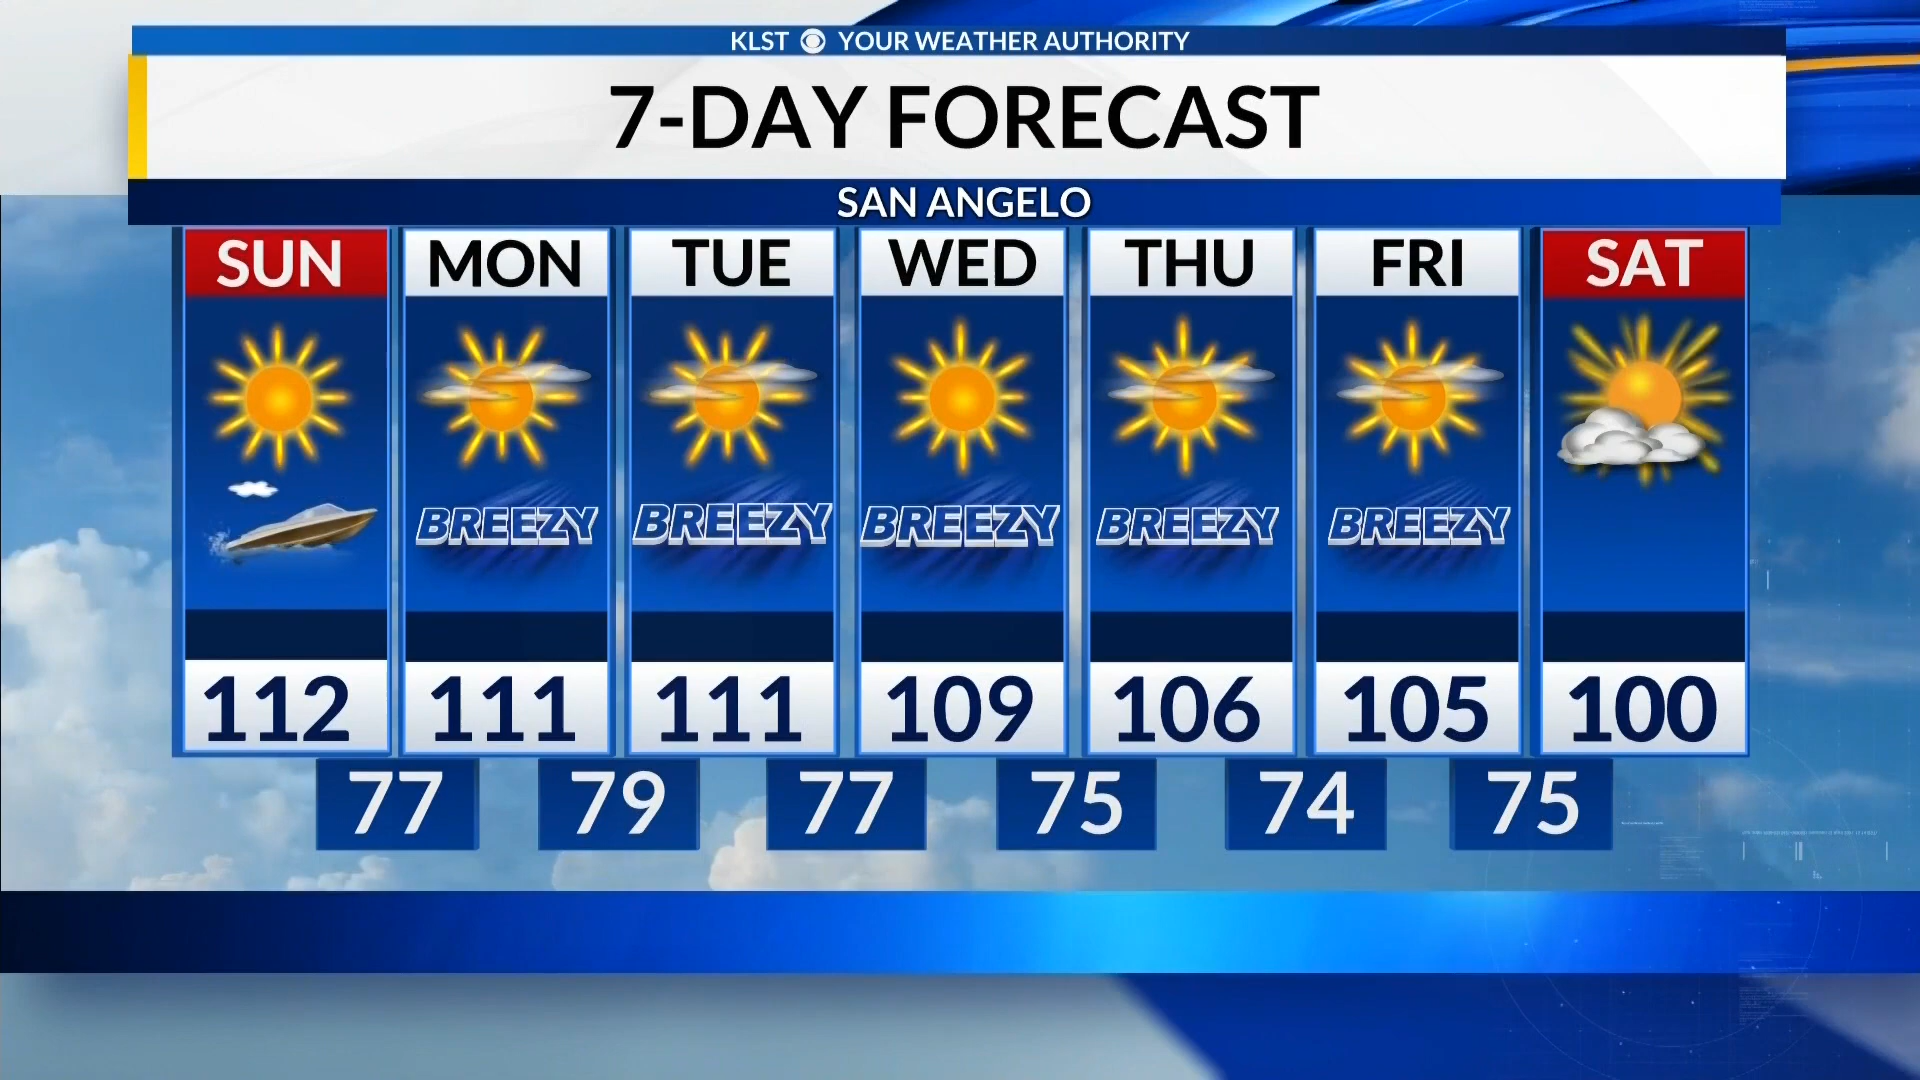 KLST YOUR WEATHER AUTHORITY
7-DAY FORECAST
SAN ANGELO
SUN MON TUE WED THU FRI SAT
BREEZY BREEZY BREEZY BREEZY BREEZY
112 111 111 109 106 105 100
77 79 77 75 74 75